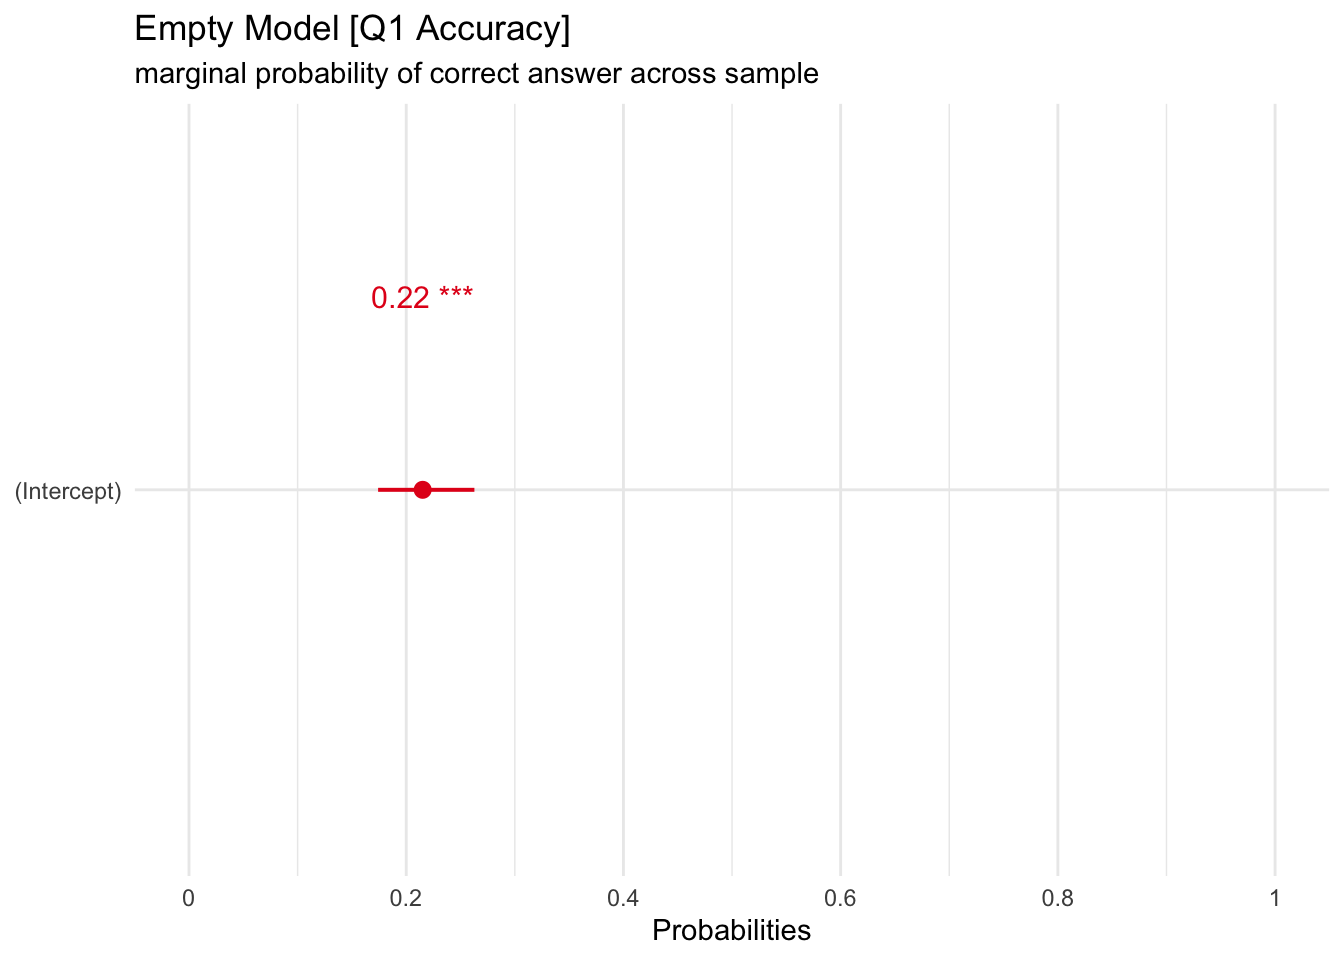 Empty Model [Q1 Accuracy]
marginal probability of correct answer across sample
0.22 ***
(Intercept)
0 0.2 0.4 0.6 0.8 1
Probabilities